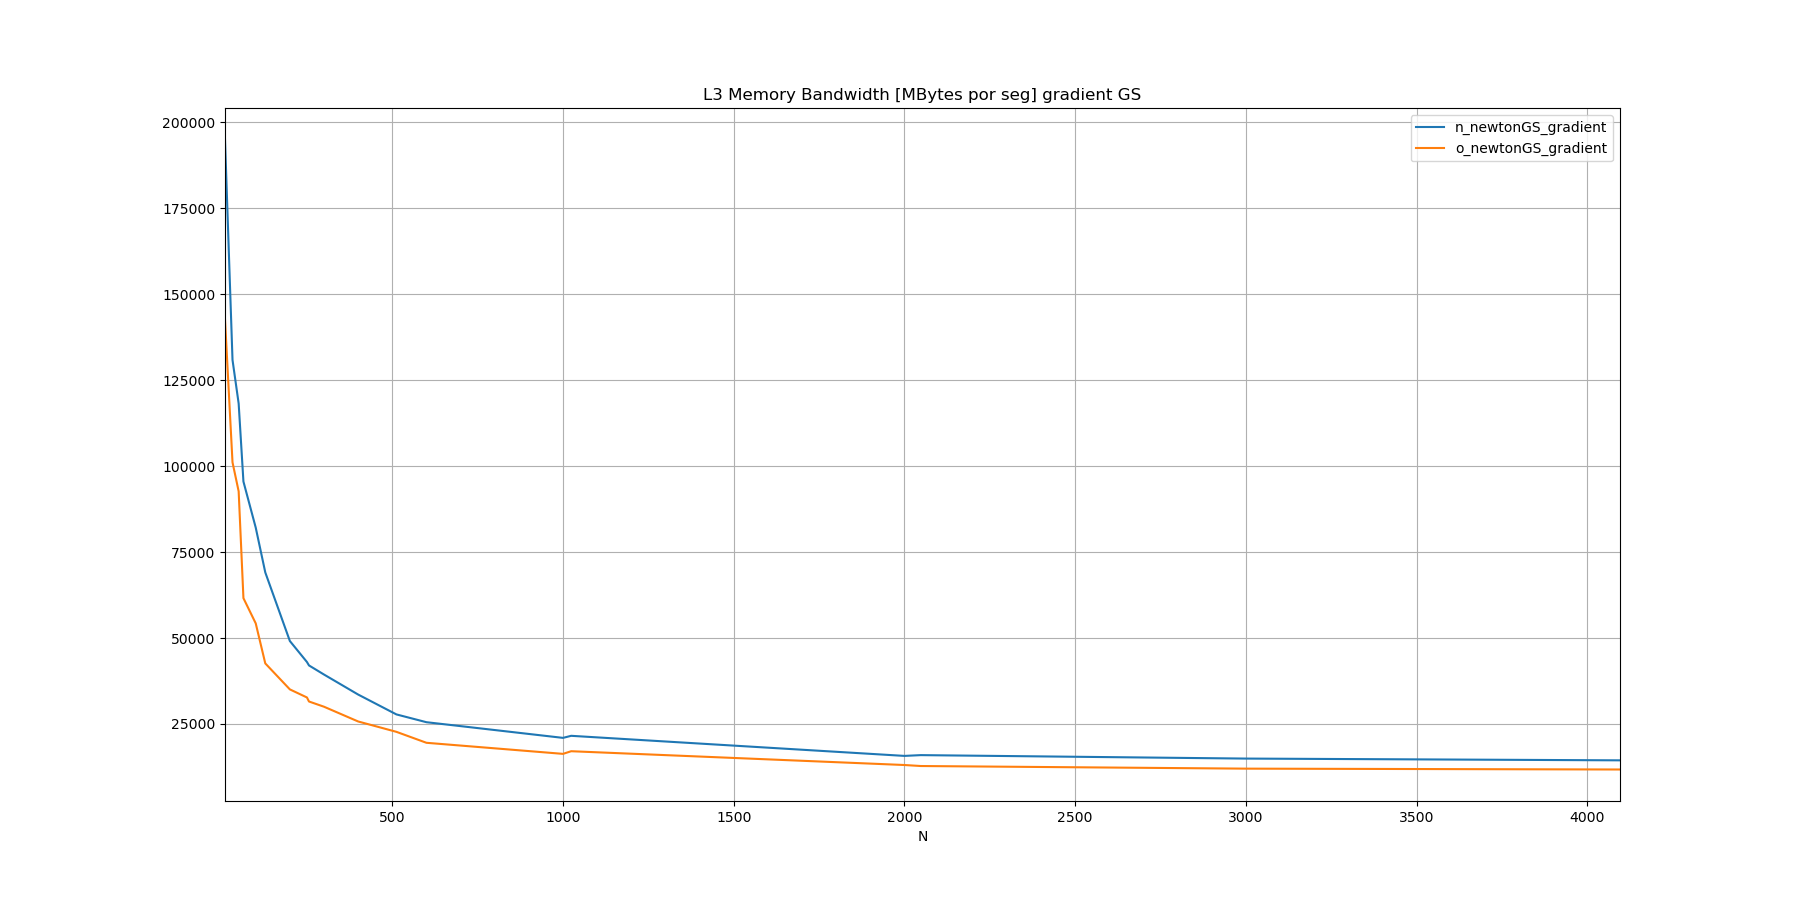 L3 Memory Bandwidth [MBytes por seg] gradient GS
n_newtonGS_gradient
o_newtonGS_gradient
200000
175000
150000
125000
100000
75000
50000
25000
500 1000 1500 2000 2500 3000 3500 4000
N